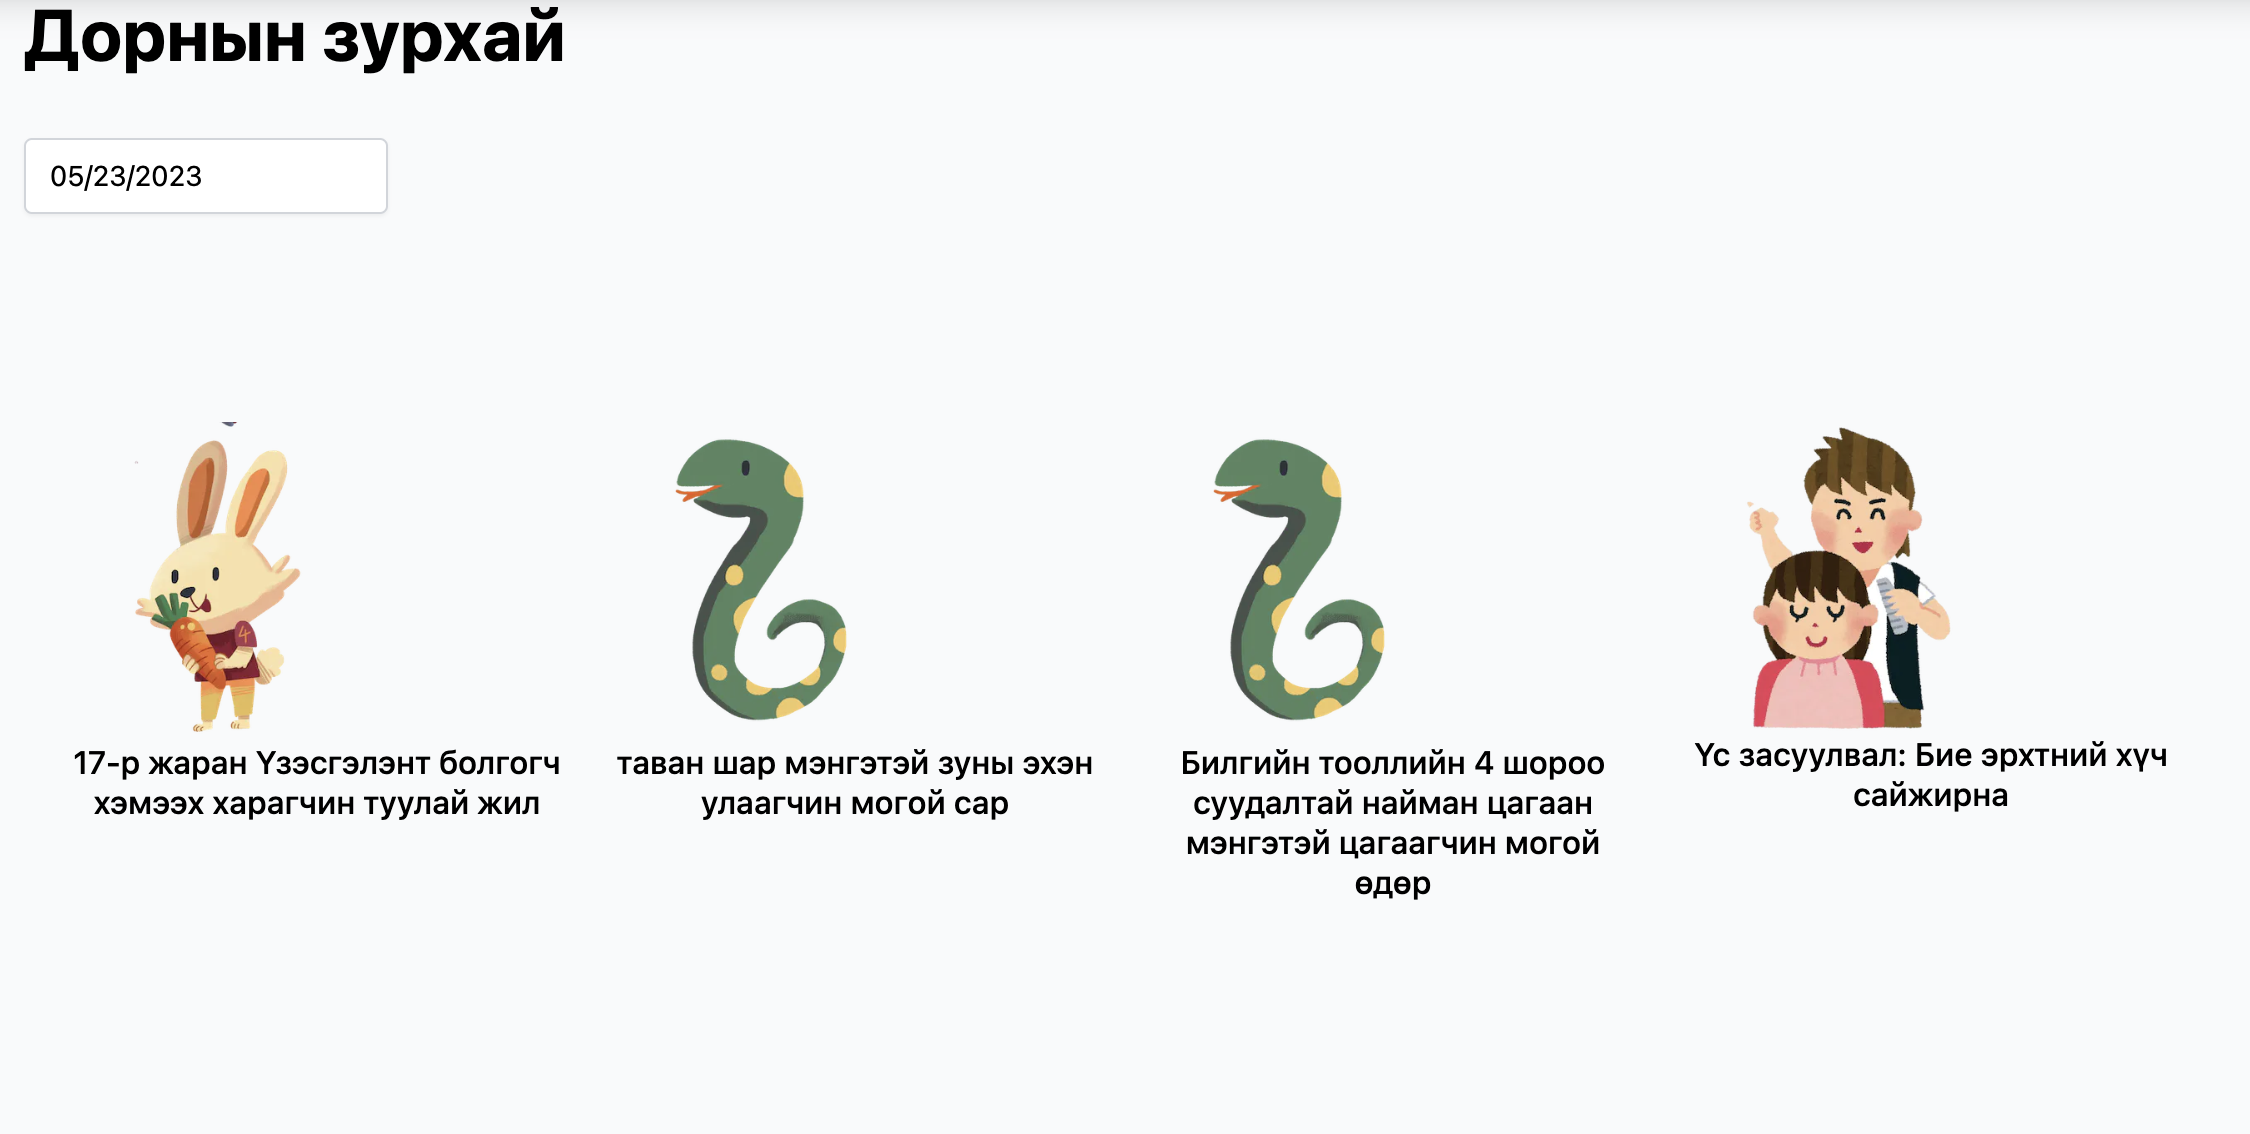 Дорнын зурхай
05/23/2023
4
17-р жаран Үзэсгэлэнт болгогч
хэмээх харагчин туулай жил
таван шар мэнгэтэй зуны эхэн
улаагчин могой сар
Билгийн тооллийн 4 шороо
суудалтай найман цагаан
мэнгэтэй цагаагчин могой
өдөр
Үс засуулвал: Бие эрхтний хүч
сайжирна